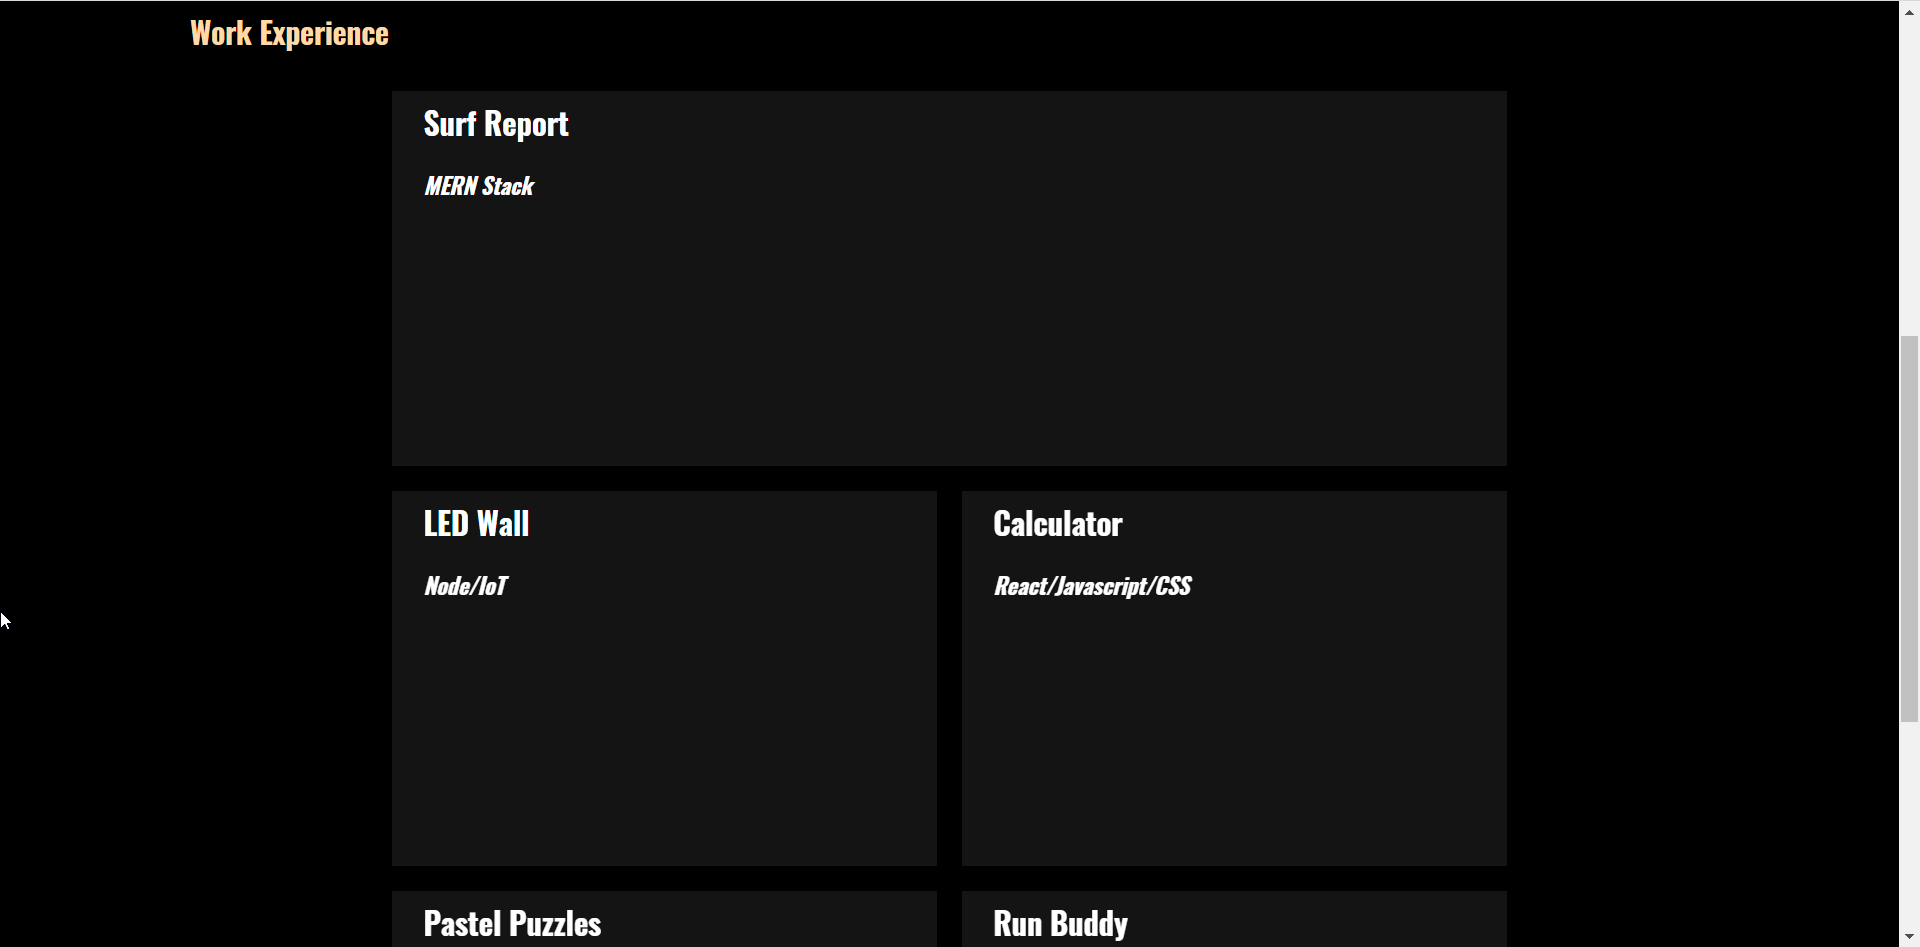 Work Experience
Surf Report
MERN Stack
LED Wall
Node/IoT
Calculator
React/Javascript/CSS
Pastel Puzzles
Run Buddy